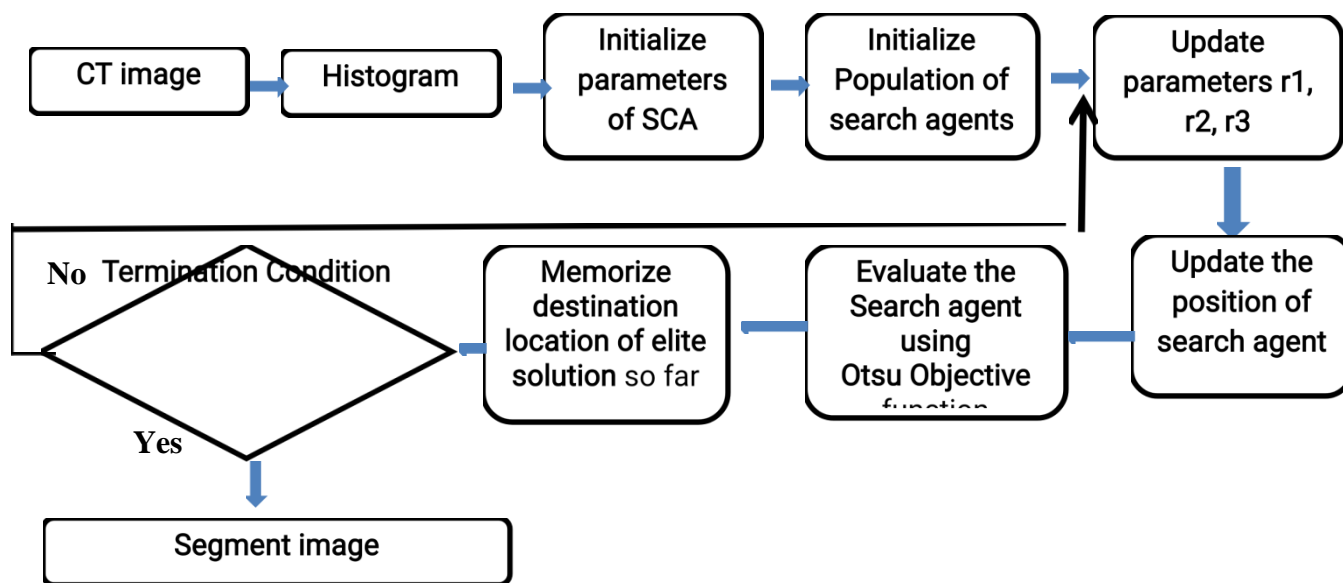 CT image
Histogram
Initialize
parameters
of SCA
Initialize
Population of
search agents
Update
parameters r1,
r2, r3
Update the
position of
search agent
Evaluate the
Search agent
using
Otsu Objective
function
Memorize
destination
location of elite
solution so far
No
Termination Condition
Yes
Segment image